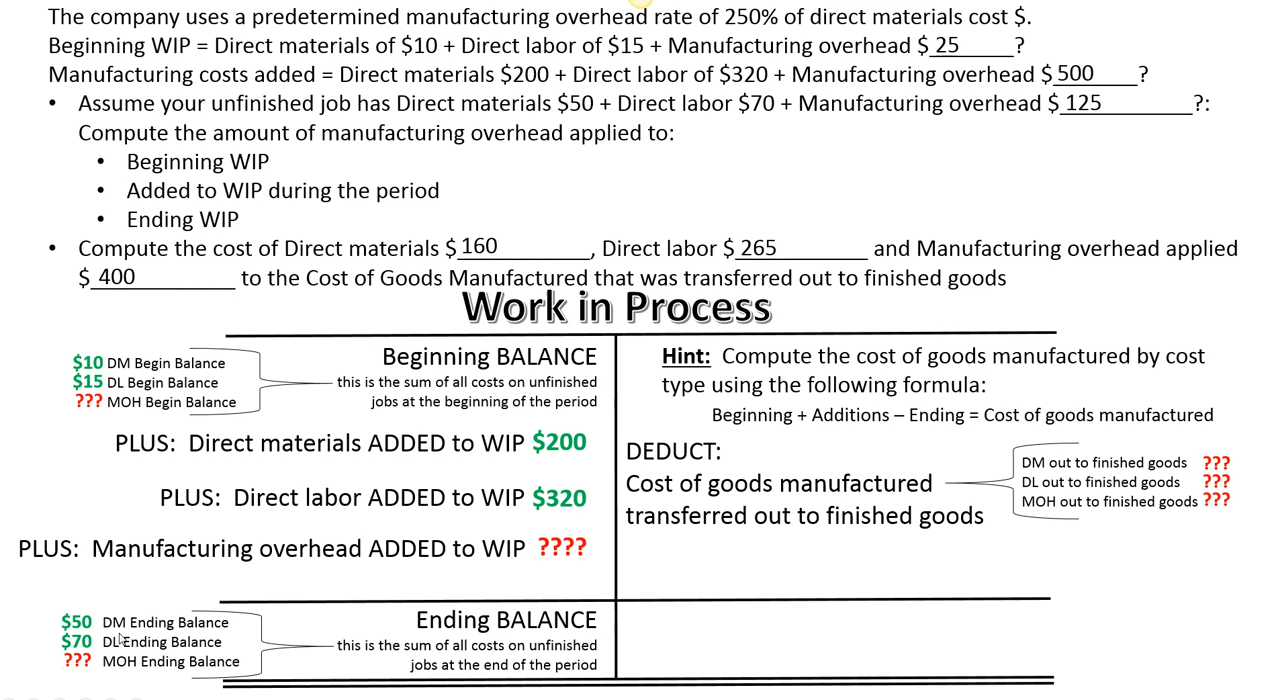 The company uses a predetermined manufacturing overhead rate of 250% of direct materials cost $.
Beginning WIP = Direct materials of $10 + Direct labor of $15 + Manufacturing overhead $ 25 ?
Manufacturing costs added = Direct materials $200 + Direct labor of $320 + Manufacturing overhead $ 500 ?
• Assume your unfinished job has Direct materials $50 + Direct labor $70 + Manufacturing overhead $ 125 ?:
Compute the amount of manufacturing overhead applied to:
• Beginning WIP
• Added to WIP during the period
• Ending WIP
• Compute the cost of Direct materials $ 160 , Direct labor $ 265 and Manufacturing overhead applied
$ 400 to the Cost of Goods Manufactured that was transferred out to finished goods
Work in Process
$10 DM Begin Balance
$15 DL Begin Balance
??? MOH Begin Balance
Beginning BALANCE
this is the sum of all costs on unfinished
jobs at the beginning of the period
PLUS: Direct materials ADDED to WIP $200
PLUS: Direct labor ADDED to WIP $320
PLUS: Manufacturing overhead ADDED to WIP ????
Hint: Compute the cost of goods manufactured by cost
type using the following formula:
Beginning + Additions – Ending = Cost of goods manufactured
DEDUCT:
Cost of goods manufactured
transferred out to finished goods
DM out to finished goods ???
DL out to finished goods ???
MOH out to finished goods ???
$50 DM Ending Balance
$70 DL Ending Balance
??? MOH Ending Balance
Ending BALANCE
this is the sum of all costs on unfinished
jobs at the end of the period